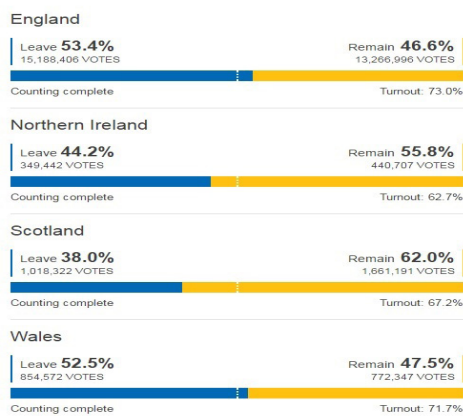 England
Leave 53.4% Remain 46.6%
15,188,406 VOTES 13,266,996 VOTES
Counting complete Turnout: 73.0%
Northern Ireland
Leave 44.2% Remain 55.8%
349,442 VOTES 440,707 VOTES
Counting complete Turnout: 62.7%
Scotland
Leave 38.0% Remain 62.0%
1,018,322 VOTES 1,661,191 VOTES
Counting complete Turnout: 67.2%
Wales
Leave 52.5% Remain 47.5%
854,572 VOTES 772,347 VOTES
Counting complete Turnout: 71.7%